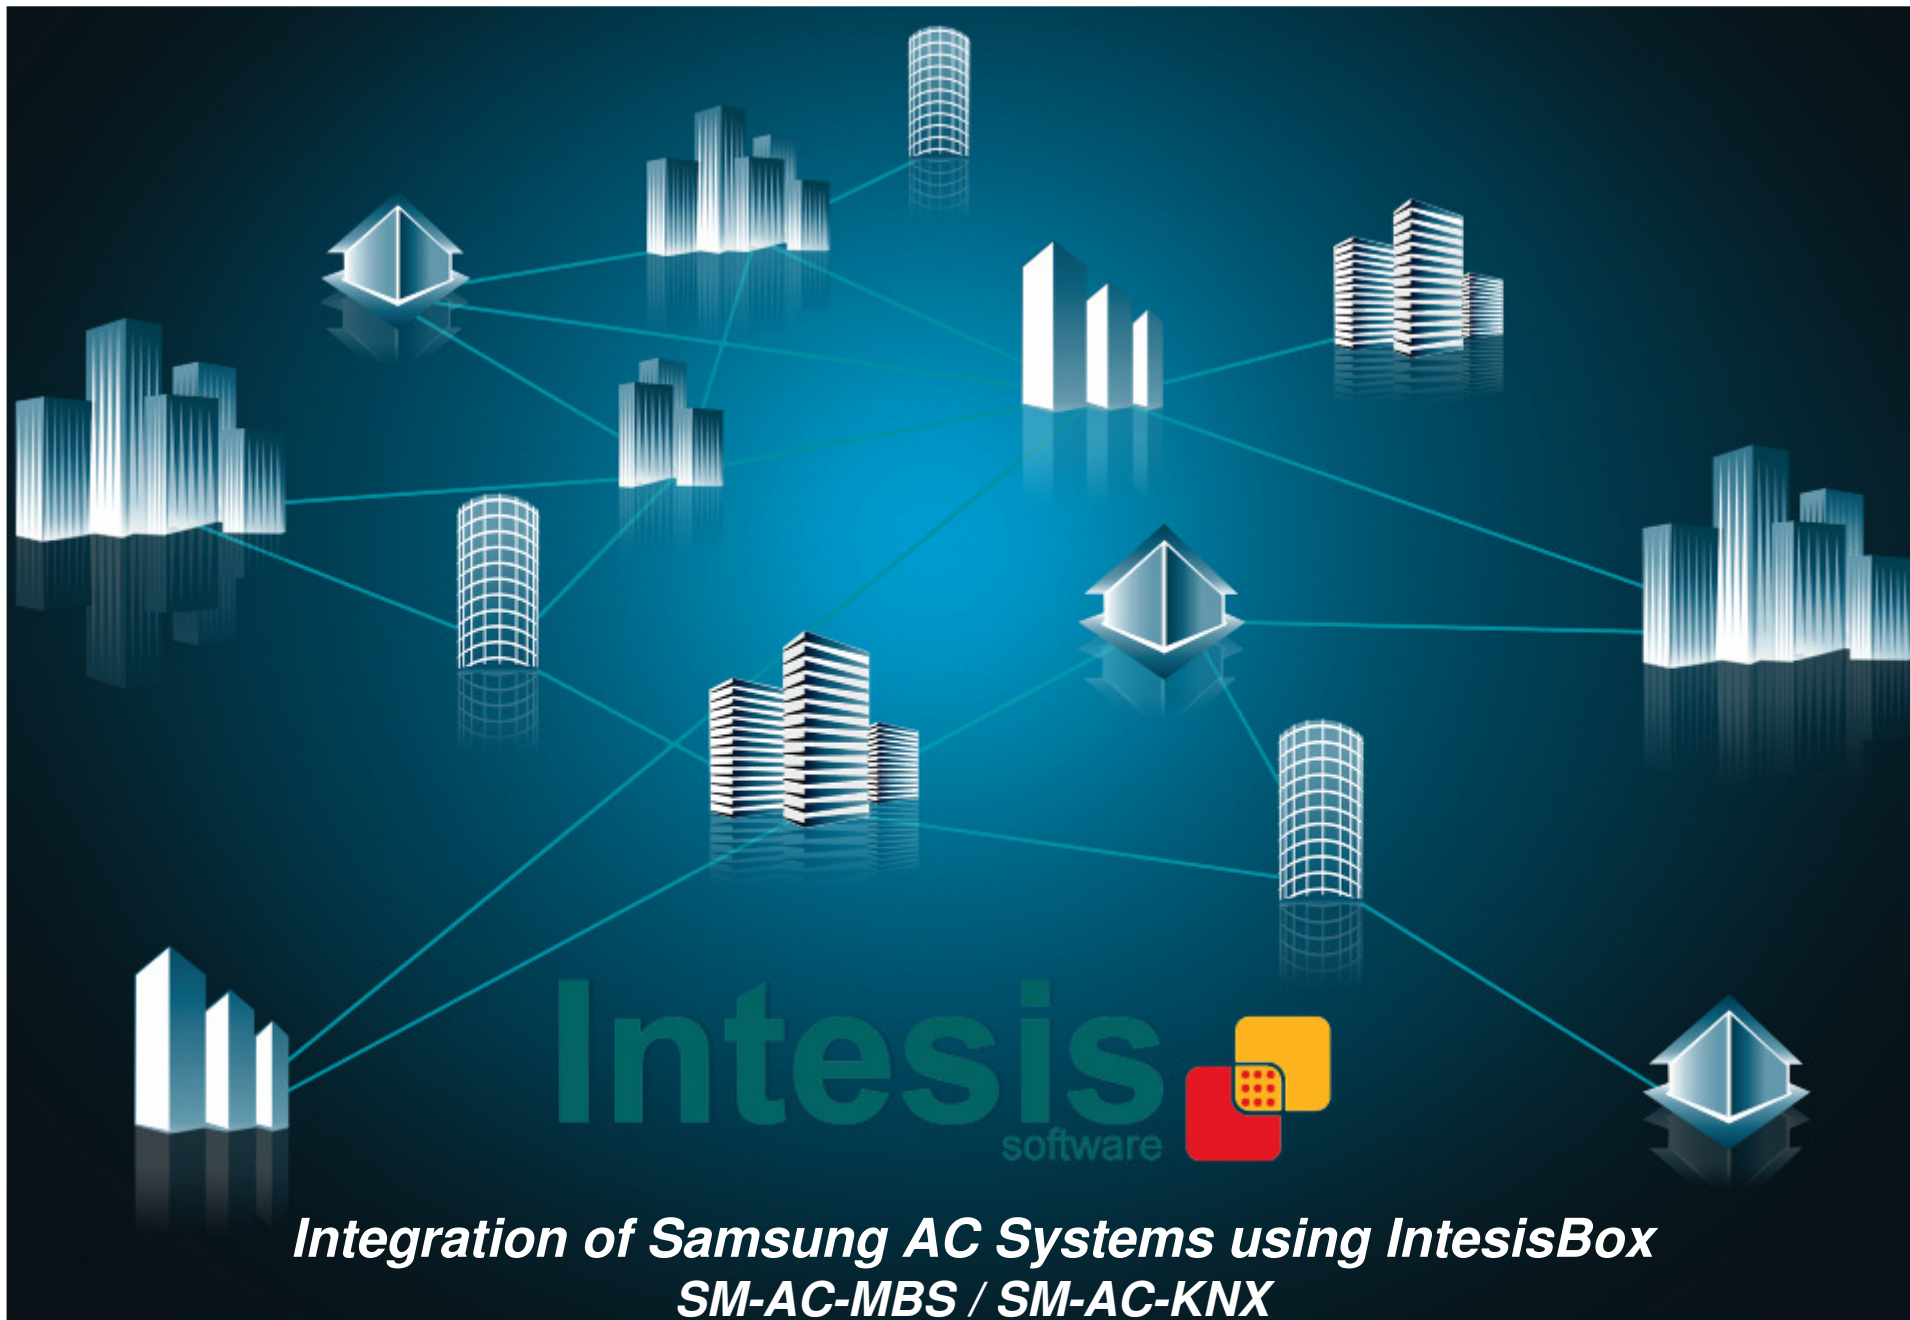 Intesis
software
Integration of Samsung AC Systems using IntesisBox
SM-AC-MBS / SM-AC-KNX